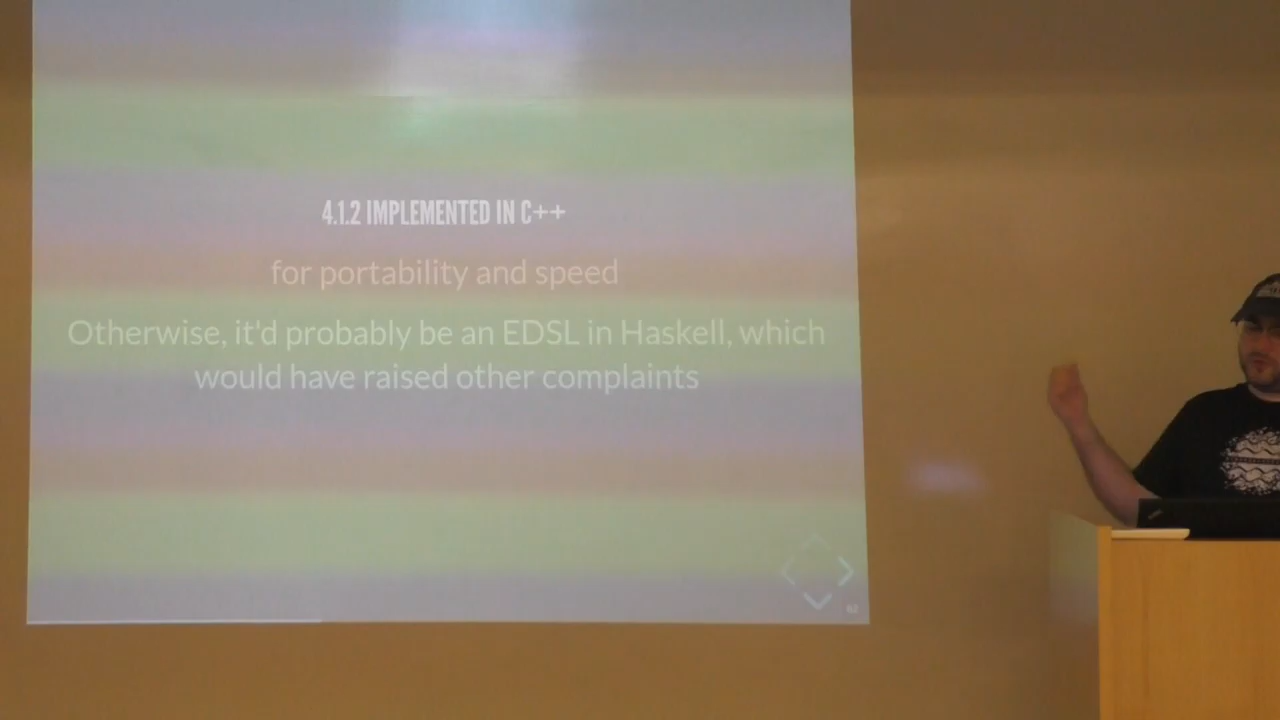 4.1.2 IMPLEMENTED IN C++
for portability and speed
Otherwise, it'd probably be an EDSL in Haskell, which
would have raised other complaints